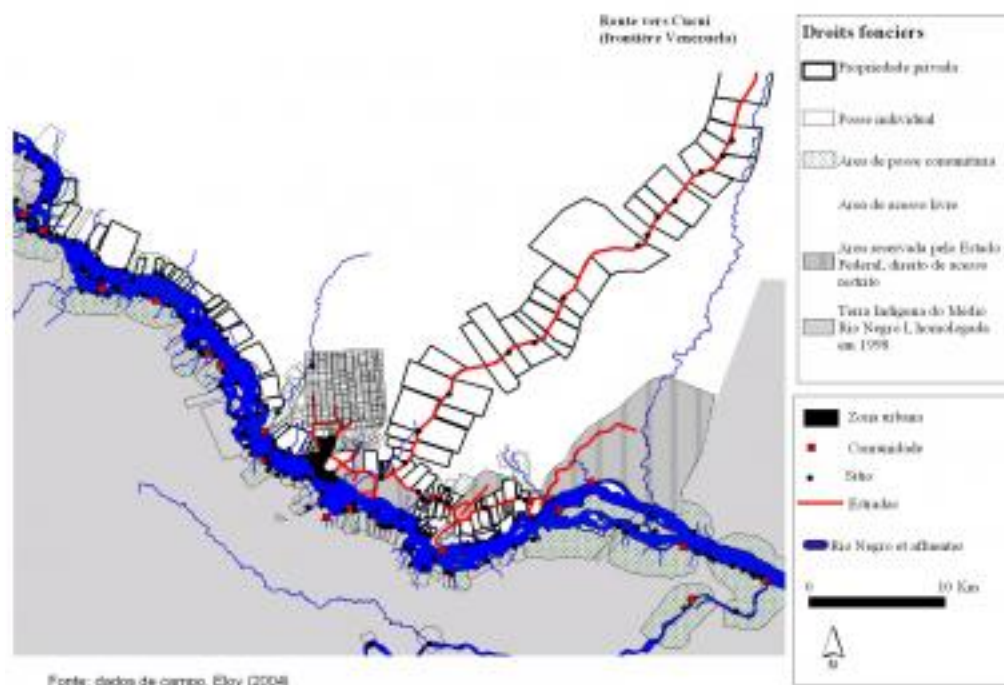 Route vers Cucui
(frontière Venezuela)
Droits fonciers
Propriedade privada
Posse individual
Area de posse comunitária
Area de acesso livre
Area reservada pelo Estado
Federal, direito de acesso
restrito
Terra Indígena do Médio
Rio Negro I, homologada
em 1998
Zona urbana
Comunidade
Sitio
Estradas
Rio Negro et affluentes
0 10 Km
N
Fonte: dados de campo, Eloy (2004)